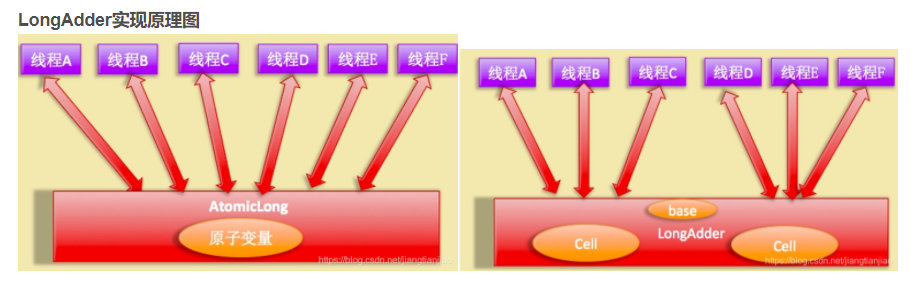 LongAdder实现原理图
线程A
线程B
线程C
线程D
线程E
线程F
AtomicLong
原子变量
https://blog.csdn.net/jiangtianjiao
线程A
线程B
线程C
线程D
线程E
线程F
base
LongAdder
Cell
Cell
https://blog.csdn.net/jiangtianjiao